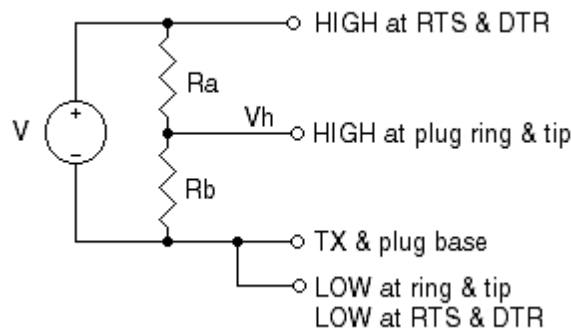 HIGH at RTS & DTR
Ra
+
V
Vh
HIGH at plug ring & tip
−
Rb
TX & plug base
LOW at ring & tip
LOW at RTS & DTR